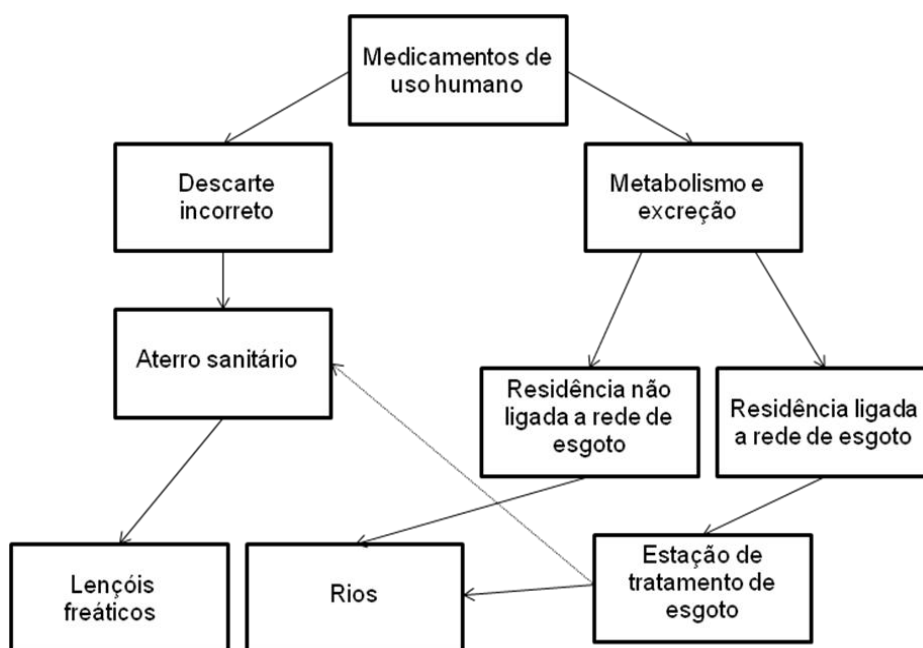 Medicamentos de
uso humano
Descarte
incorreto
Metabolismo e
excreção
Aterro sanitário
Residência não
ligada a rede de
esgoto
Residência ligada
a rede de esgoto
Lençóis
freáticos
Rios
Estação de
tratamento de
esgoto